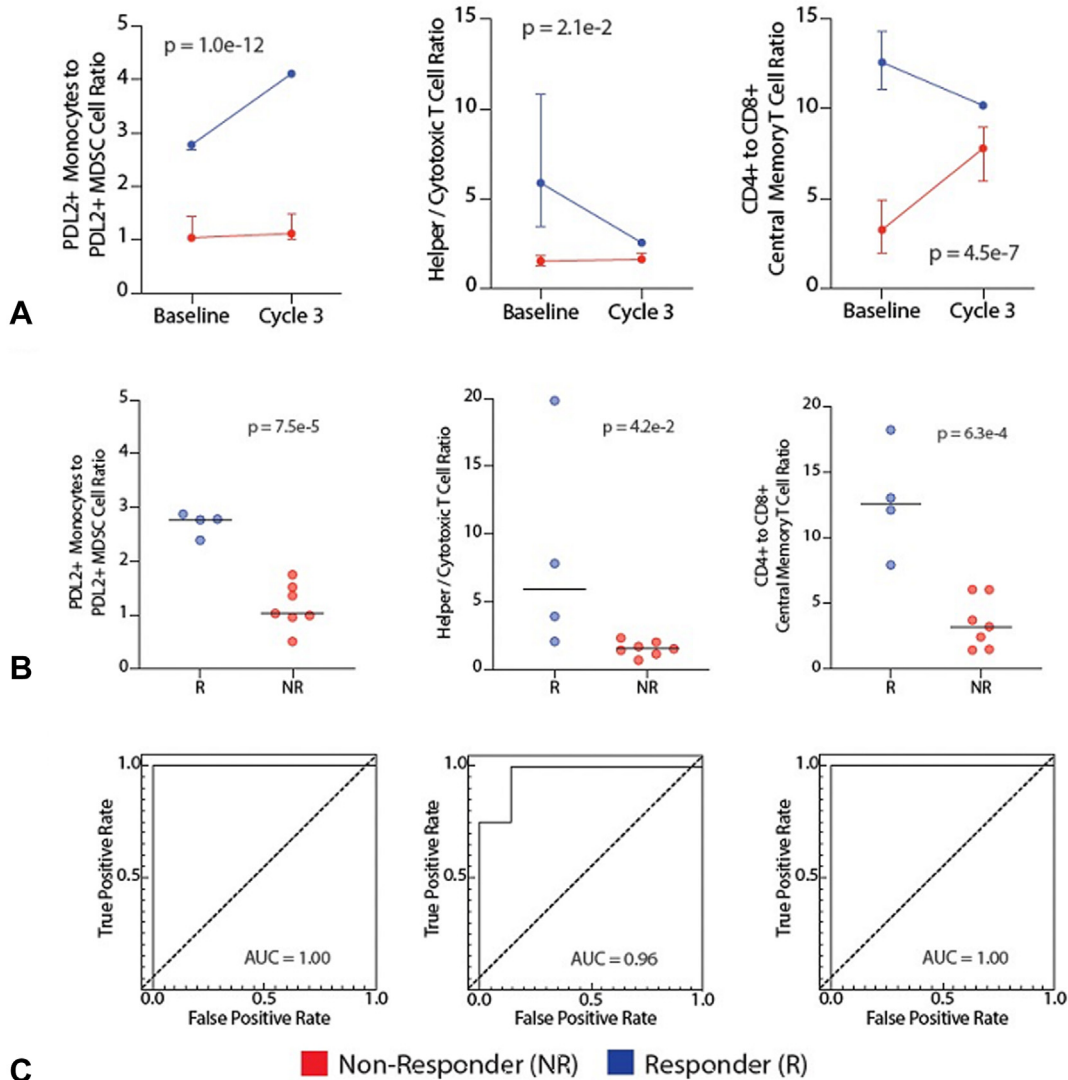 5
4
3
2
1
0
PDL2+ Monocytes to
PDL2+ MDSC Cell Ratio
p = 1.0e-12
Baseline
Cycle 3
15
10
5
0
Helper / Cytotoxic T Cell Ratio
p = 2.1e-2
Baseline
Cycle 3
15
10
5
0
CD4+ to CD8+
Central Memory T Cell Ratio
p = 4.5e-7
Baseline
Cycle 3
A
5
4
3
2
1
0
PDL2+ Monocytes to
PDL2+ MDSC Cell Ratio
p = 7.5e-5
R
NR
20
15
10
5
0
Helper / Cytotoxic T Cell Ratio
p = 4.2e-2
R
NR
20
15
10
5
0
CD4+ to CD8+
Central Memory T Cell Ratio
p = 6.3e-4
R
NR
B
1.0
0.5
True Positive Rate
AUC = 1.00
0.0
0.5
1.0
False Positive Rate
1.0
0.5
True Positive Rate
AUC = 0.96
0.0
0.5
1.0
False Positive Rate
1.0
0.5
True Positive Rate
AUC = 1.00
0.0
0.5
1.0
False Positive Rate
C
Non-Responder (NR)
Responder (R)